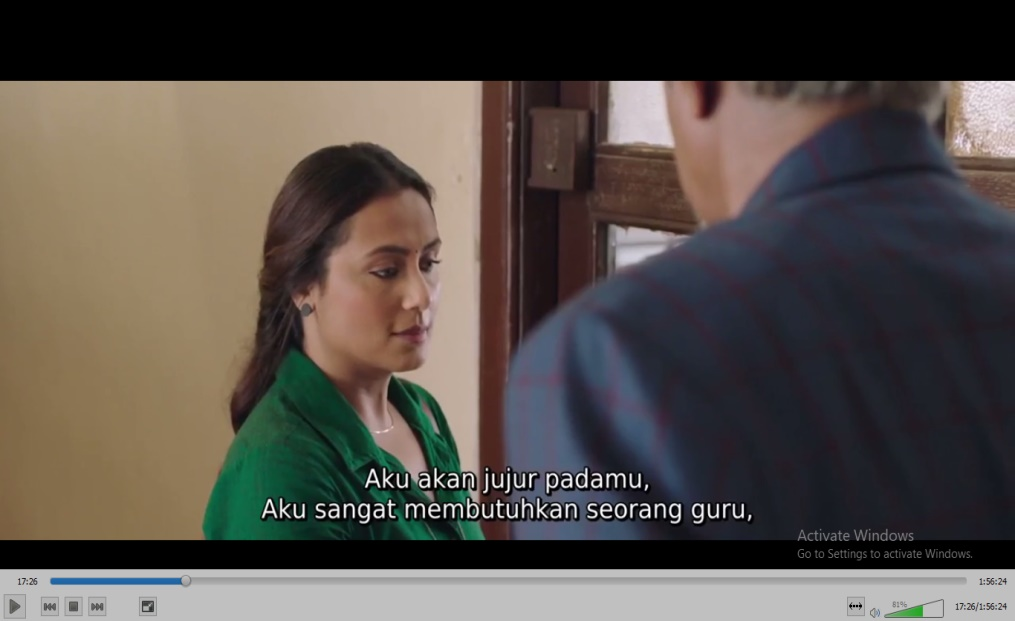 Aku akan jujur padamu,
Aku sangat membutuhkan seorang guru,
Activate Windows
Go to Settings to activate Windows.
17:26
1:56:24
81%
17:26/1:56:24